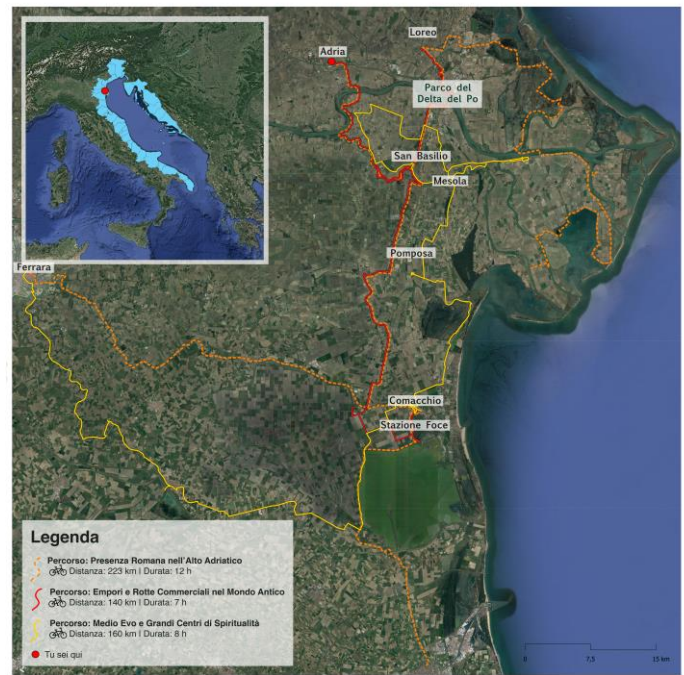 Loreo
Adria
Parco del
Delta del Po
San Basilio
Mesola
Pomposa
Ferrara
Comacchio
Stazione Foce
Legenda
Percorso: Presenza Romana nell'Alto Adriatico
Distanza: 223 km | Durata: 12 h
Percorso: Empori e Rotte Commerciali nel Mondo Antico
Distanza: 140 km | Durata: 7 h
Percorso: Medio Evo e Grandi Centri di Spiritualità
Distanza: 160 km | Durata: 8 h
Tu sei qui
0 7,5 15 km